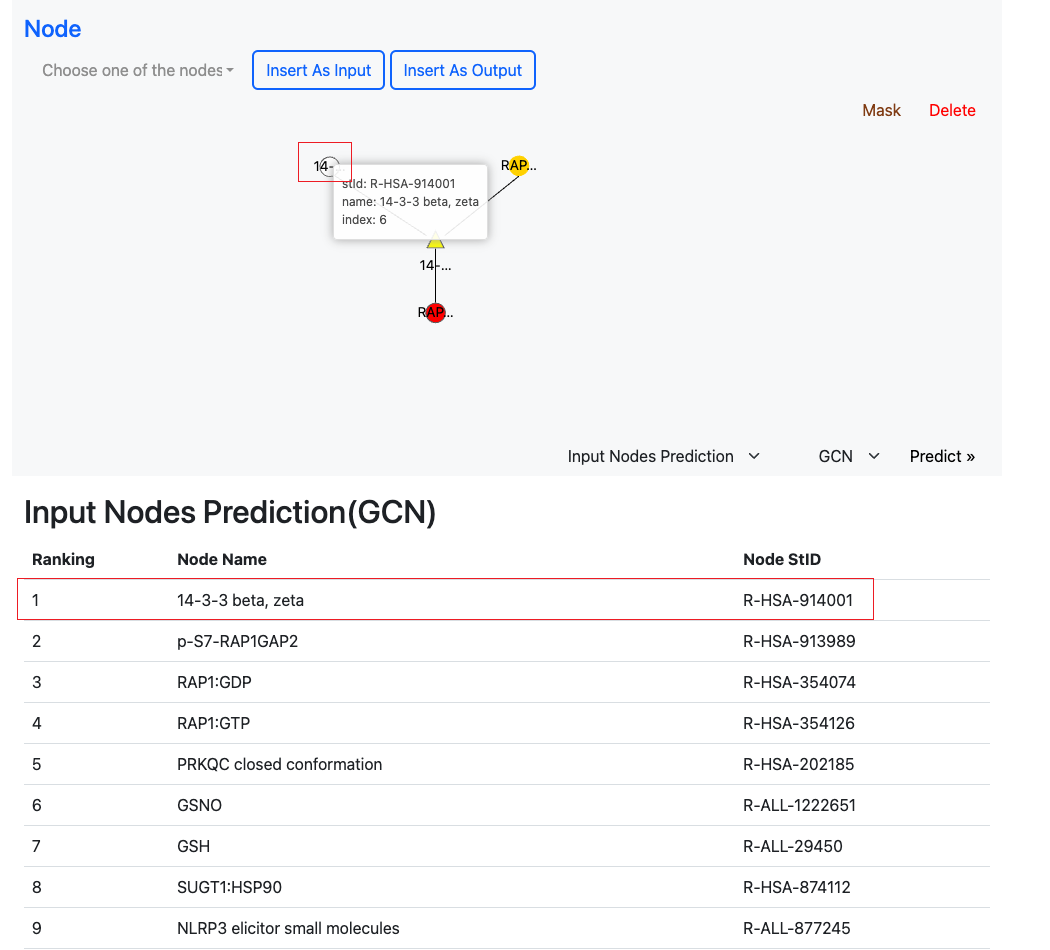 Node
Choose one of the nodes Insert As Input Insert As Output
Mask Delete
14-... RAP...
stId: R-HSA-914001
name: 14-3-3 beta, zeta
index: 6
14-...
RAP...
Input Nodes Prediction GCN Predict »
Input Nodes Prediction(GCN)
Ranking Node Name Node StID
1 14-3-3 beta, zeta R-HSA-914001
2 p-S7-RAP1GAP2 R-HSA-913989
3 RAP1:GDP R-HSA-354074
4 RAP1:GTP R-HSA-354126
5 PRKQC closed conformation R-HSA-202185
6 GSNO R-ALL-1222651
7 GSH R-ALL-29450
8 SUGT1:HSP90 R-HSA-874112
9 NLRP3 elicitor small molecules R-ALL-877245